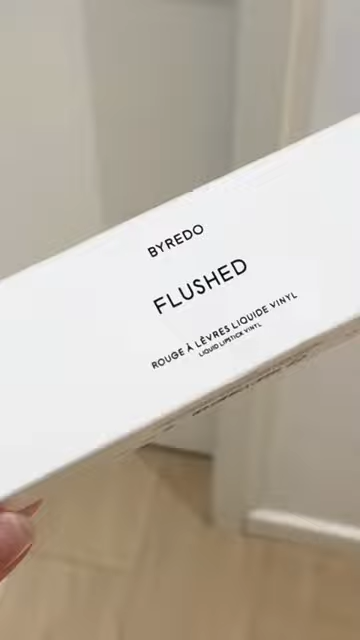 BYREDO
FLUSHED
ROUGE À LÈVRES LIQUIDE VINYL
LIQUID LIPSTICK VINYL